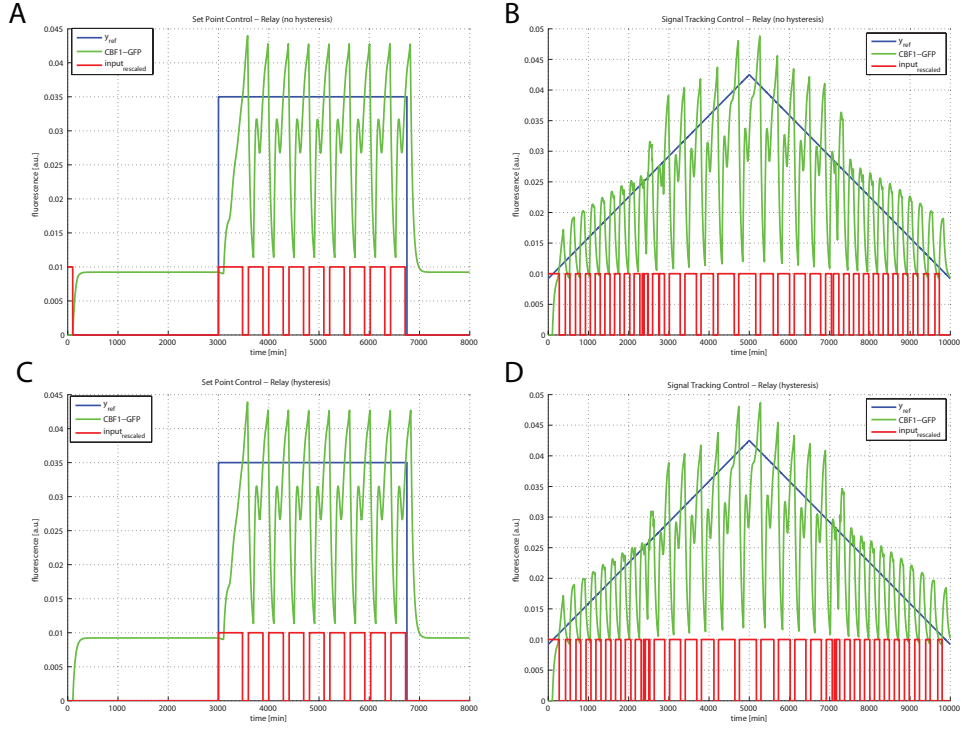 A
Set Point Control – Relay (no hysteresis)
y_ref
CBF1–GFP
input_rescaled
fluorescence [a.u.]
0.045
0.04
0.035
0.03
0.025
0.02
0.015
0.01
0.005
0
0 1000 2000 3000 4000 5000 6000 7000 8000
time [min]
B
Signal Tracking Control – Relay (no hysteresis)
y_ref
CBF1–GFP
input_rescaled
fluorescence [a.u.]
0.05
0.045
0.04
0.035
0.03
0.025
0.02
0.015
0.01
0.005
0
0 1000 2000 3000 4000 5000 6000 7000 8000 9000 10000
time [min]
C
Set Point Control – Relay (hysteresis)
y_ref
CBF1–GFP
input_rescaled
fluorescence [a.u.]
0.045
0.04
0.035
0.03
0.025
0.02
0.015
0.01
0.005
0
0 1000 2000 3000 4000 5000 6000 7000 8000
time [min]
D
Signal Tracking Control – Relay (hysteresis)
y_ref
CBF1–GFP
input_rescaled
fluorescence [a.u.]
0.05
0.045
0.04
0.035
0.03
0.025
0.02
0.015
0.01
0.005
0
0 1000 2000 3000 4000 5000 6000 7000 8000 9000 10000
time [min]